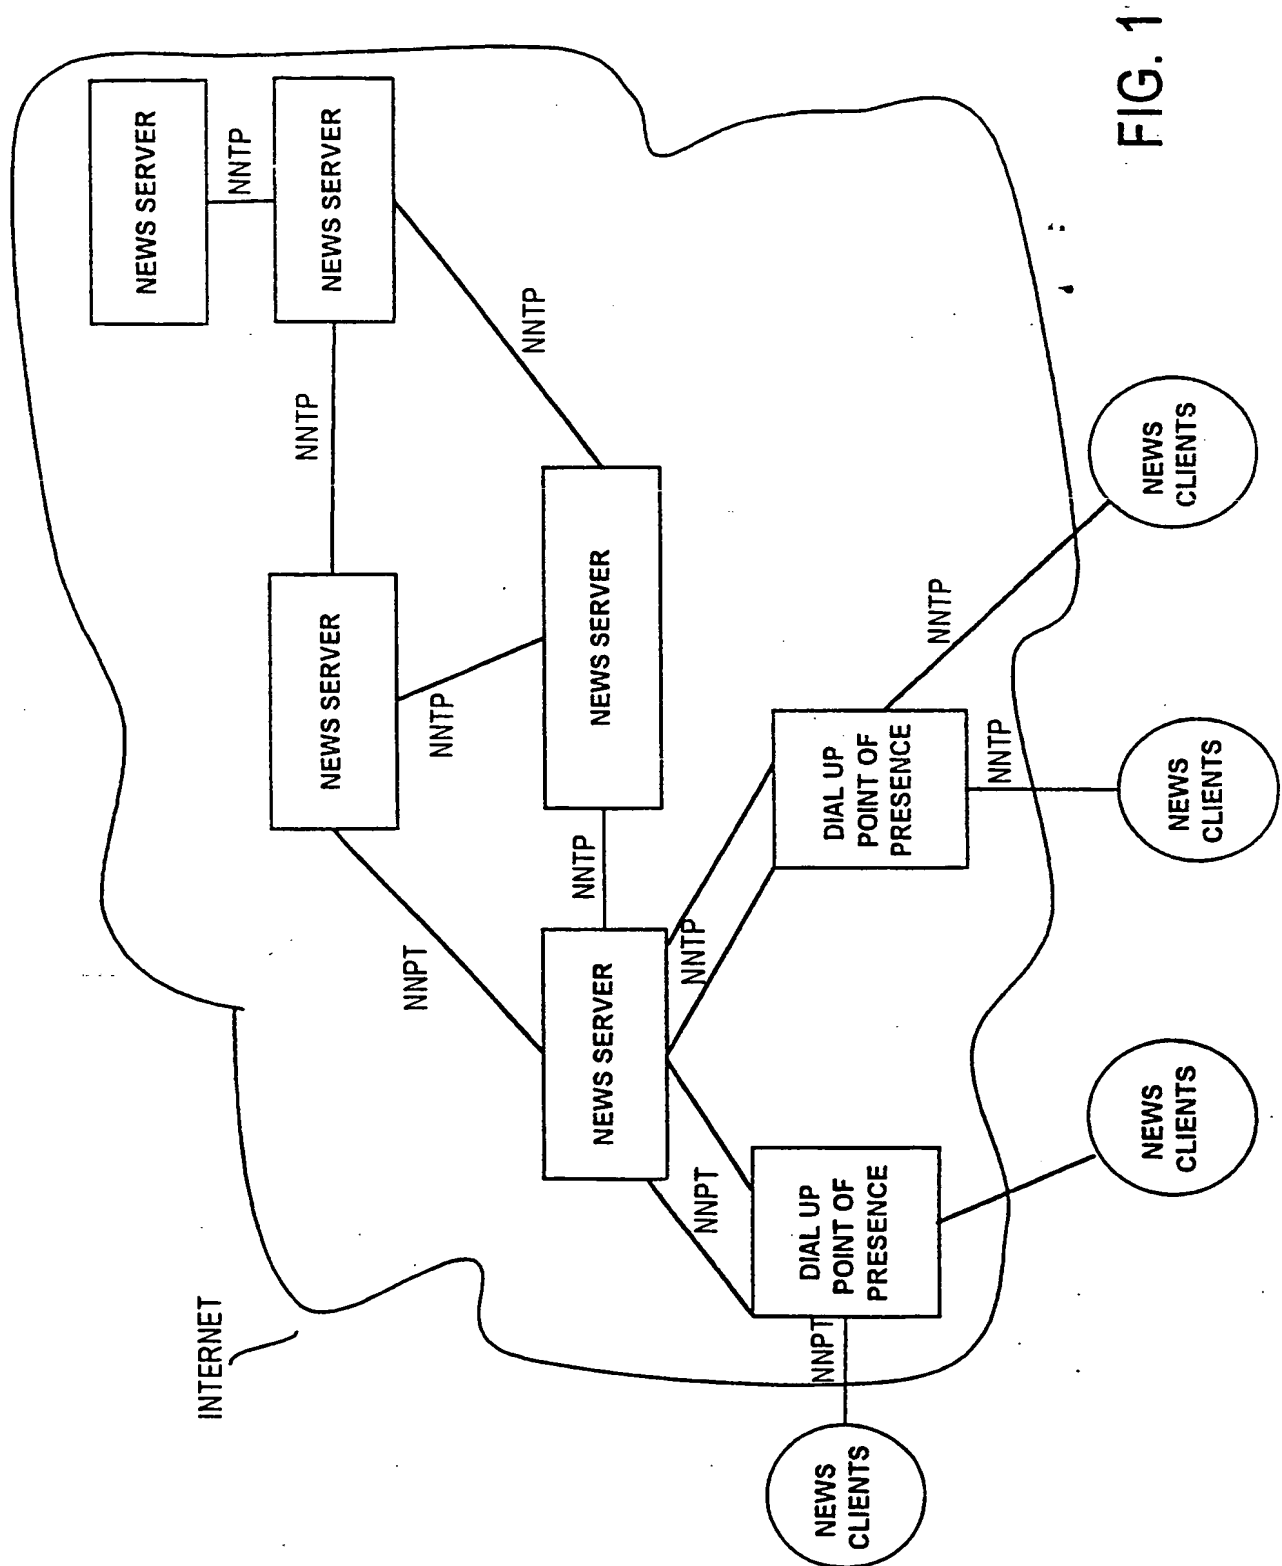 NEWS SERVER
INTERNET
NNTP
NNTP
NEWS SERVER
NEWS SERVER
NNPT
NNTP
NNTP
NNTP
NEWS SERVER
NEWS SERVER
NNPT
NNTP
NNPT
NEWS
CLIENTS
DIAL UP
POINT OF
PRESENCE
DIAL UP
POINT OF
PRESENCE
NNTP
NNTP
NEWS
CLIENTS
NEWS
CLIENTS
NEWS
CLIENTS
FIG. 1